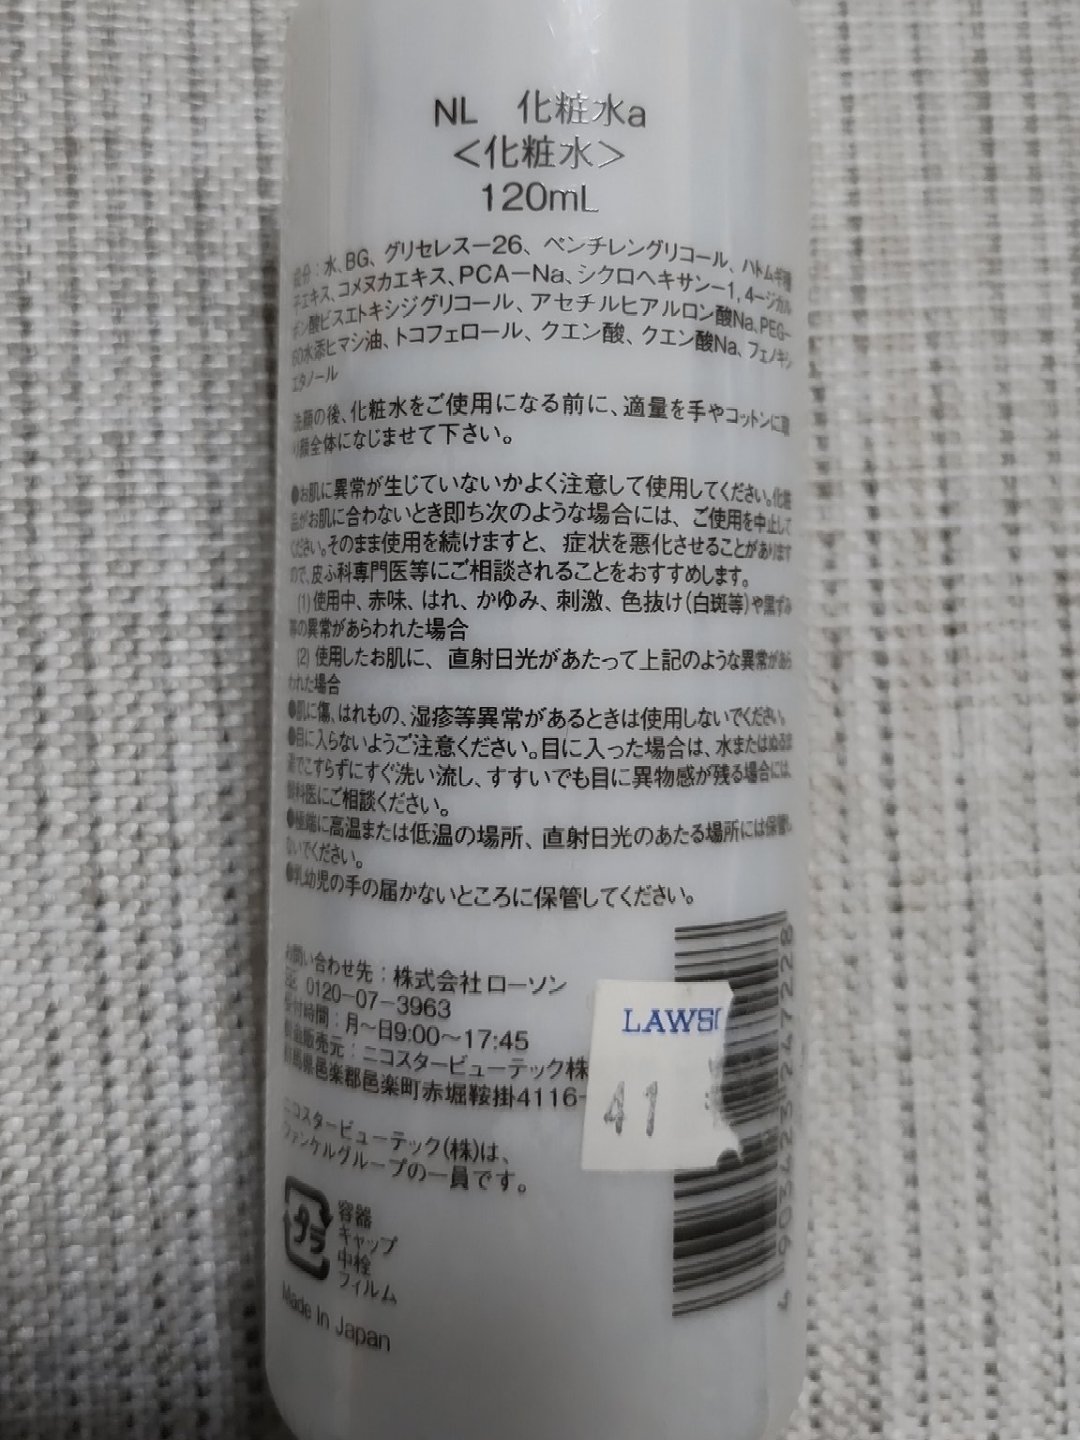 NL 化粧水a
＜化粧水＞
120mL
成分：水、BG、グリセレスー26、ペンチレングリコール、ハトムギ種
子エキス、コメヌカエキス、PCAーNa、シクロヘキサンー1,4ージカル
ボン酸ビスエトキシジグリコール、アセチルヒアルロン酸Na、PEGー
60水添ヒマシ油、トコフェロール、クエン酸、クエン酸Na、フェノキシ
エタノール
洗顔の後、化粧水をご使用になる前に、適量を手やコットンに取
り顔全体になじませて下さい。
●お肌に異常が生じていないかよく注意して使用してください。化粧
品がお肌に合わないとき即ち次のような場合には、ご使用を中止して
ください。そのまま使用を続けますと、症状を悪化させることがあります
ので、皮ふ科専門医等にご相談されることをおすすめします。
(1)使用中、赤味、はれ、かゆみ、刺激、色抜け(白斑等)や黒ずみ
等の異常があらわれた場合
(2)使用したお肌に、直射日光があたって上記のような異常があら
われた場合
●肌に傷、はれもの、湿疹等異常があるときは使用しないでください。
●目に入らないようご注意ください。目に入った場合は、水またはぬるま
湯でこすらずにすぐ洗い流し、すすいでも目に異物感が残る場合には、
眼科医にご相談ください。
●極端に高温または低温の場所、直射日光のあたる場所には保管し
ないでください。
●乳幼児の手の届かないところに保管してください。
お問い合わせ先：株式会社 ローソン
TEL 0120-07-3963
受付時間：月～日9:00～17:45
製造販売元：ニコスタービューテック株
群馬県邑楽郡邑楽町赤堀鞍掛4116-
ニコスタービューテック(株)は、
ファンケルグループの一員です。
プラ
容器
キャップ
中栓
フィルム
Made In Japan
LAWSO
41